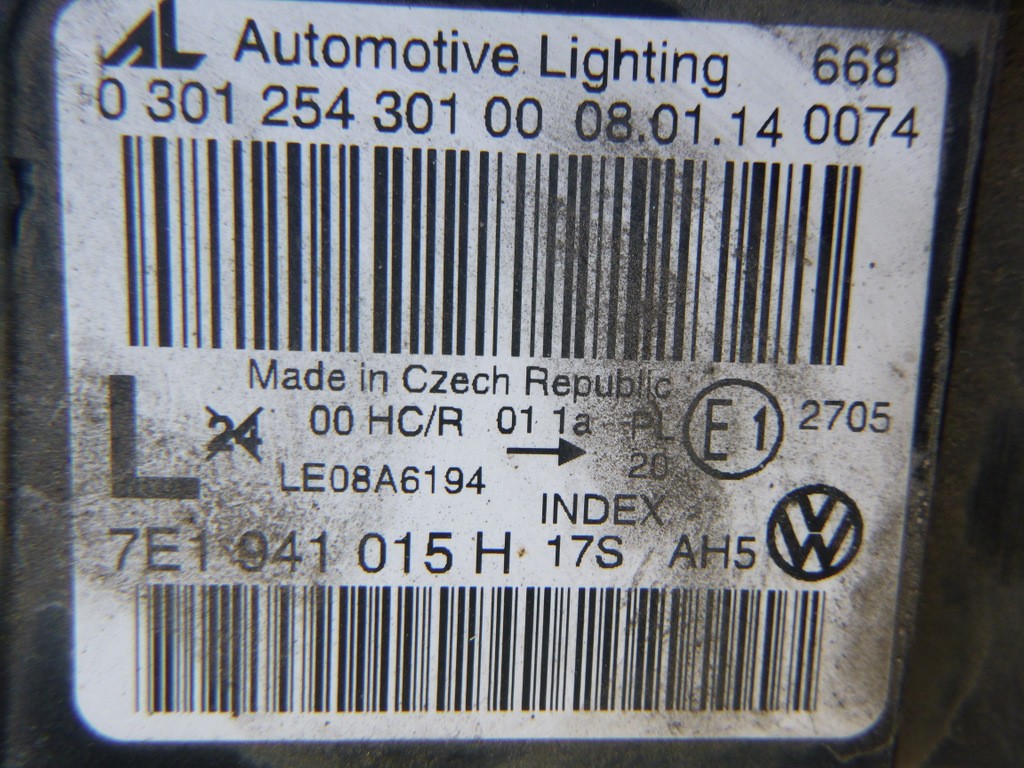 AL Automotive Lighting 668
0 301 254 301 00 08.01.14 0074
Made in Czech Republic
L 24 00 HC/R 01 1a PL E1 2705
20
LE08A6194
INDEX
7E1 941 015 H 17S AH5 VW